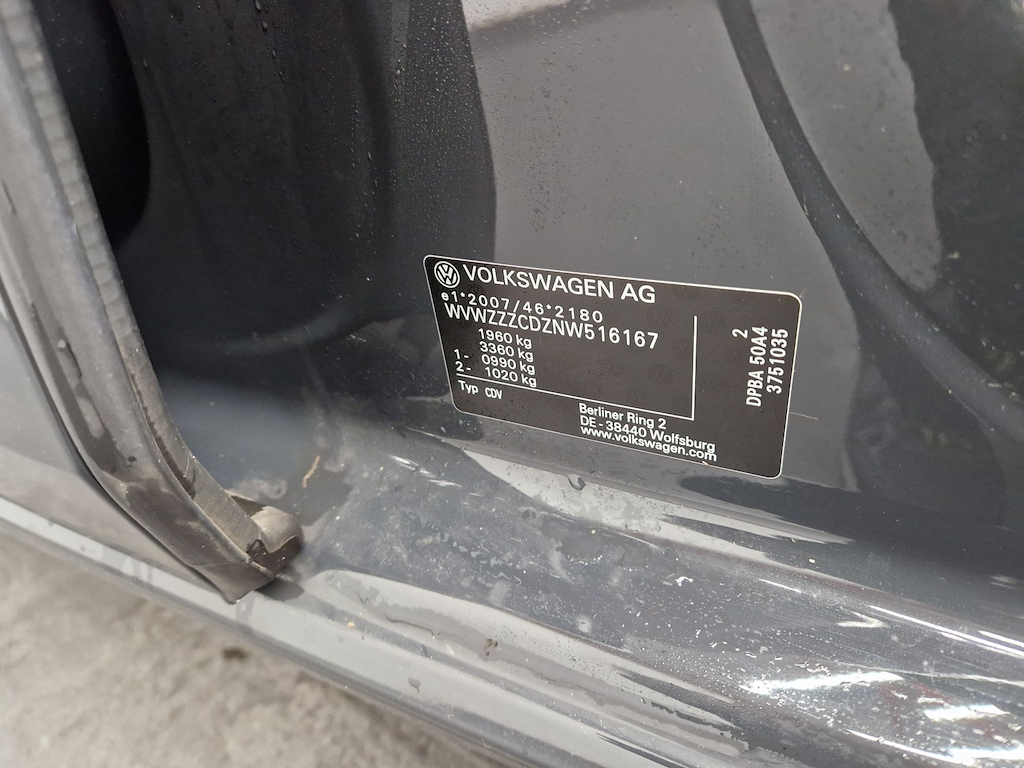 VOLKSWAGEN AG
e1*2007/46*2180
WVWZZZCDZNW516167
1960 kg
3360 kg
1- 0990 kg
2- 1020 kg
Typ CDV
Berliner Ring 2
DE-38440 Wolfsburg
www.volkswagen.com
2
DPBA 50A4
3751035